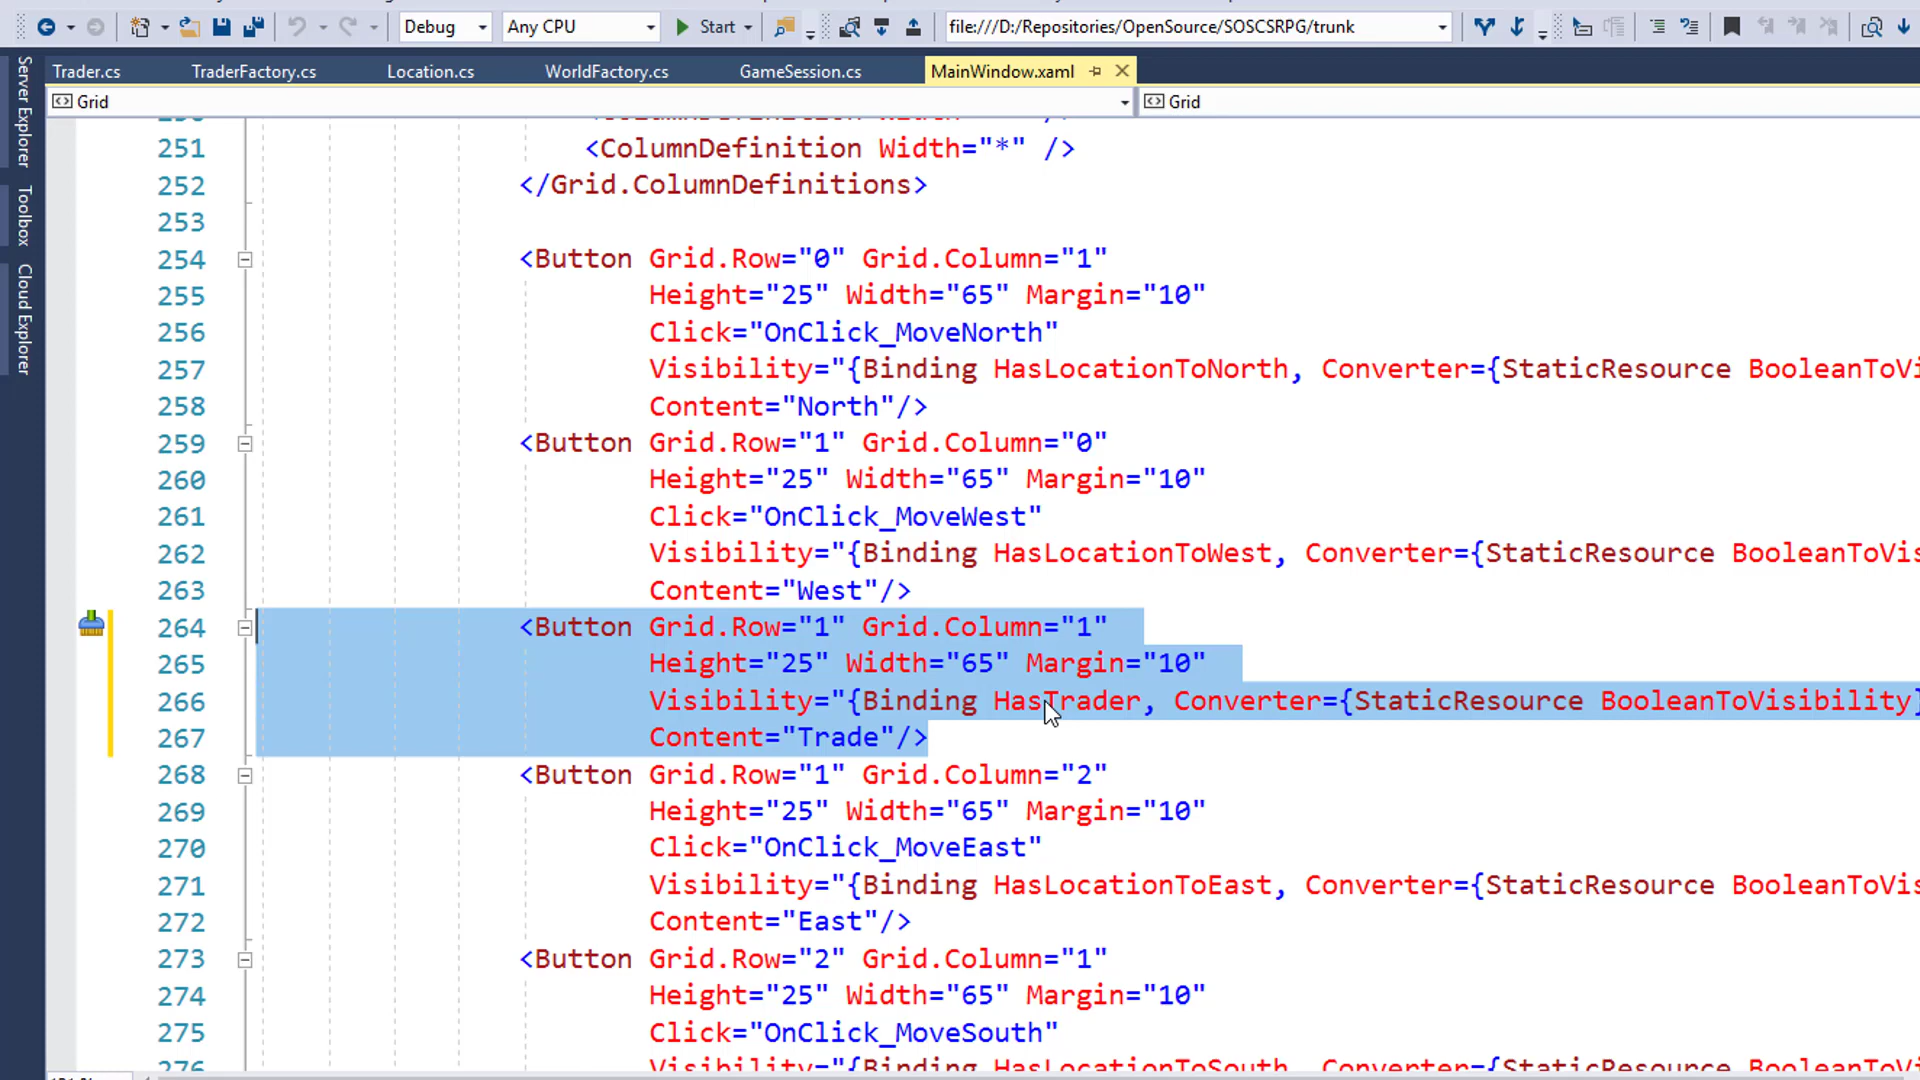 Debug Any CPU Start file:///D:/Repositories/OpenSource/SOSCSRPG/trunk
Trader.cs TraderFactory.cs Location.cs WorldFactory.cs GameSession.cs MainWindow.xaml
Grid Grid
Server Explorer
Toolbox
Cloud Explorer
251 <ColumnDefinition Width="*" />
252 </Grid.ColumnDefinitions>
253
254 <Button Grid.Row="0" Grid.Column="1"
255 Height="25" Width="65" Margin="10"
256 Click="OnClick_MoveNorth"
257 Visibility="{Binding HasLocationToNorth, Converter={StaticResource BooleanToVi
258 Content="North"/>
259 <Button Grid.Row="1" Grid.Column="0"
260 Height="25" Width="65" Margin="10"
261 Click="OnClick_MoveWest"
262 Visibility="{Binding HasLocationToWest, Converter={StaticResource BooleanToVis
263 Content="West"/>
264 <Button Grid.Row="1" Grid.Column="1"
265 Height="25" Width="65" Margin="10"
266 Visibility="{Binding HasTrader, Converter={StaticResource BooleanToVisibility}
267 Content="Trade"/>
268 <Button Grid.Row="1" Grid.Column="2"
269 Height="25" Width="65" Margin="10"
270 Click="OnClick_MoveEast"
271 Visibility="{Binding HasLocationToEast, Converter={StaticResource BooleanToVis
272 Content="East"/>
273 <Button Grid.Row="2" Grid.Column="1"
274 Height="25" Width="65" Margin="10"
275 Click="OnClick_MoveSouth"
276 Visibility="{Binding HasLocationToSouth, Converter={StaticResource BooleanToVi